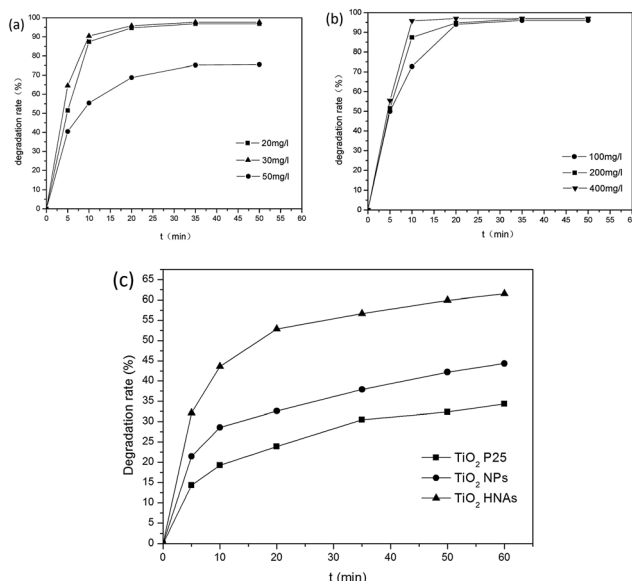 (a)
degradation rate (%)
100
90
80
70
60
50
40
30
20
10
0
20mg/l
30mg/l
50mg/l
0 5 10 15 20 25 30 35 40 45 50 55 60
t (min)
(b)
degradation rate (%)
100
90
80
70
60
50
40
30
20
10
0
100mg/l
200mg/l
400mg/l
0 5 10 15 20 25 30 35 40 45 50 55 60
t (min)
(c)
Degradation rate (%)
65
60
55
50
45
40
35
30
25
20
15
10
5
0
TiO2 P25
TiO2 NPs
TiO2 HNAs
0 10 20 30 40 50 60
t (min)